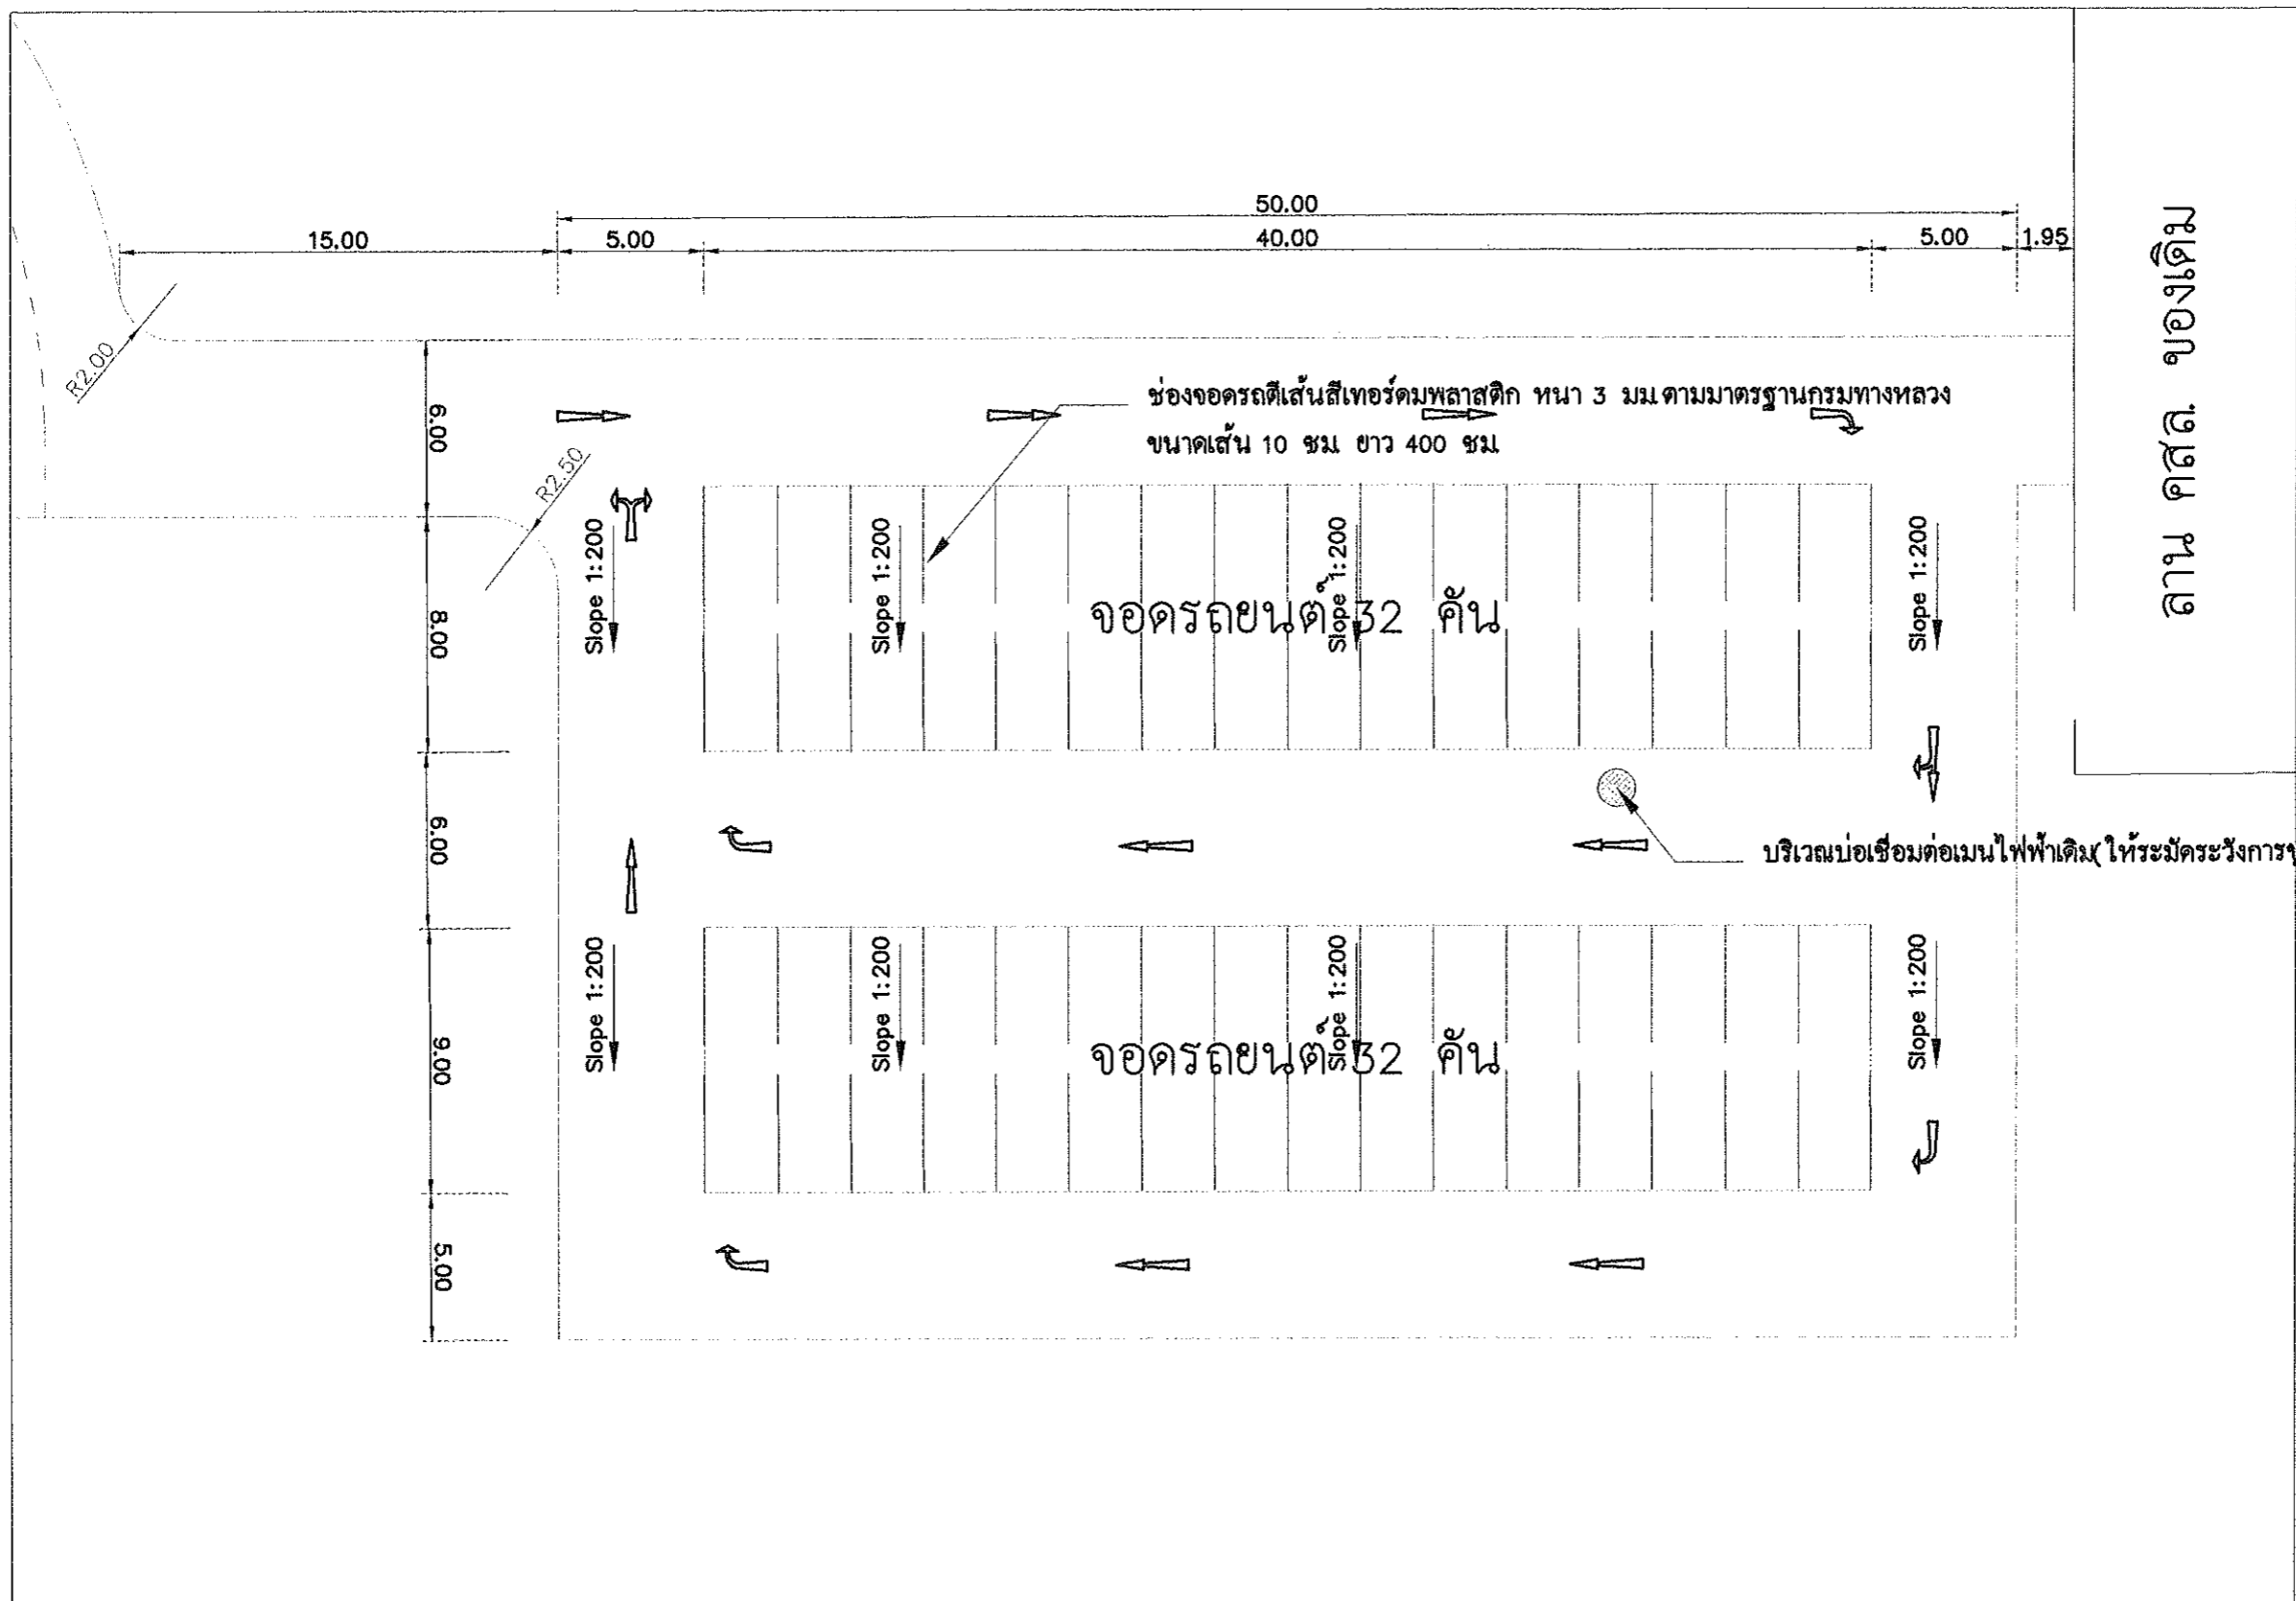 50.00
15.00
5.00
40.00
5.00
1.95
R2.00
6.00
R2.50
ช่องจอดรถตีเส้นสีเทอร์ดมพลาสติก หนา 3 มม.ตามมาตรฐานกรมทางหลวง
ขนาดเส้น 10 ซม. ยาว 400 ซม.
ลาน คสล. ของเดิม
8.00
Slope 1:200
Slope 1:200
Slope 1:200
Slope 1:200
จอดรถยนต์ 32 คัน
6.00
บริเวณบ่อเชื่อมต่อเมนไฟฟ้าเดิม(ให้ระมัดระวังการ
9.00
Slope 1:200
Slope 1:200
Slope 1:200
Slope 1:200
จอดรถยนต์ 32 คัน
5.00